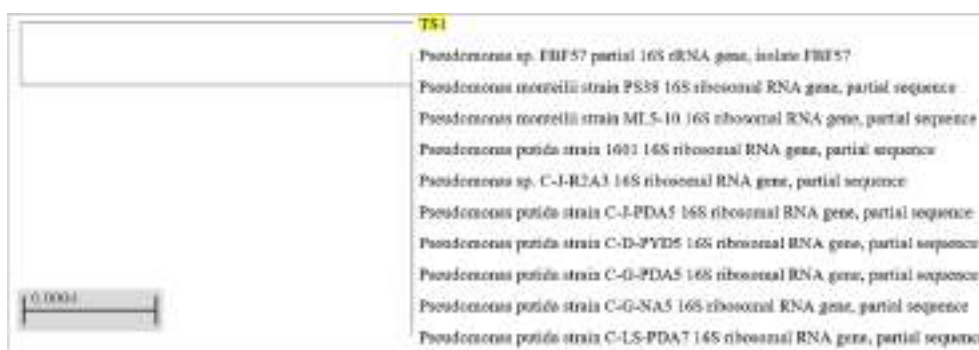 TS1
Pseudomonas sp. FBF57 partial 16S rRNA gene, isolate FBF57
Pseudomonas monteilii strain PS38 16S ribosomal RNA gene, partial sequence
Pseudomonas monteilii strain ML5-10 16S ribosomal RNA gene, partial sequence
Pseudomonas putida strain 1601 16S ribosomal RNA gene, partial sequence
Pseudomonas sp. C-J-R2A3 16S ribosomal RNA gene, partial sequence
Pseudomonas putida strain C-J-PDA5 16S ribosomal RNA gene, partial sequence
Pseudomonas putida strain C-D-PYD5 16S ribosomal RNA gene, partial sequence
Pseudomonas putida strain C-G-PDA5 16S ribosomal RNA gene, partial sequence
Pseudomonas putida strain C-G-NA5 16S ribosomal RNA gene, partial sequence
0.0004
Pseudomonas putida strain C-LS-PDA7 16S ribosomal RNA gene, partial sequenc